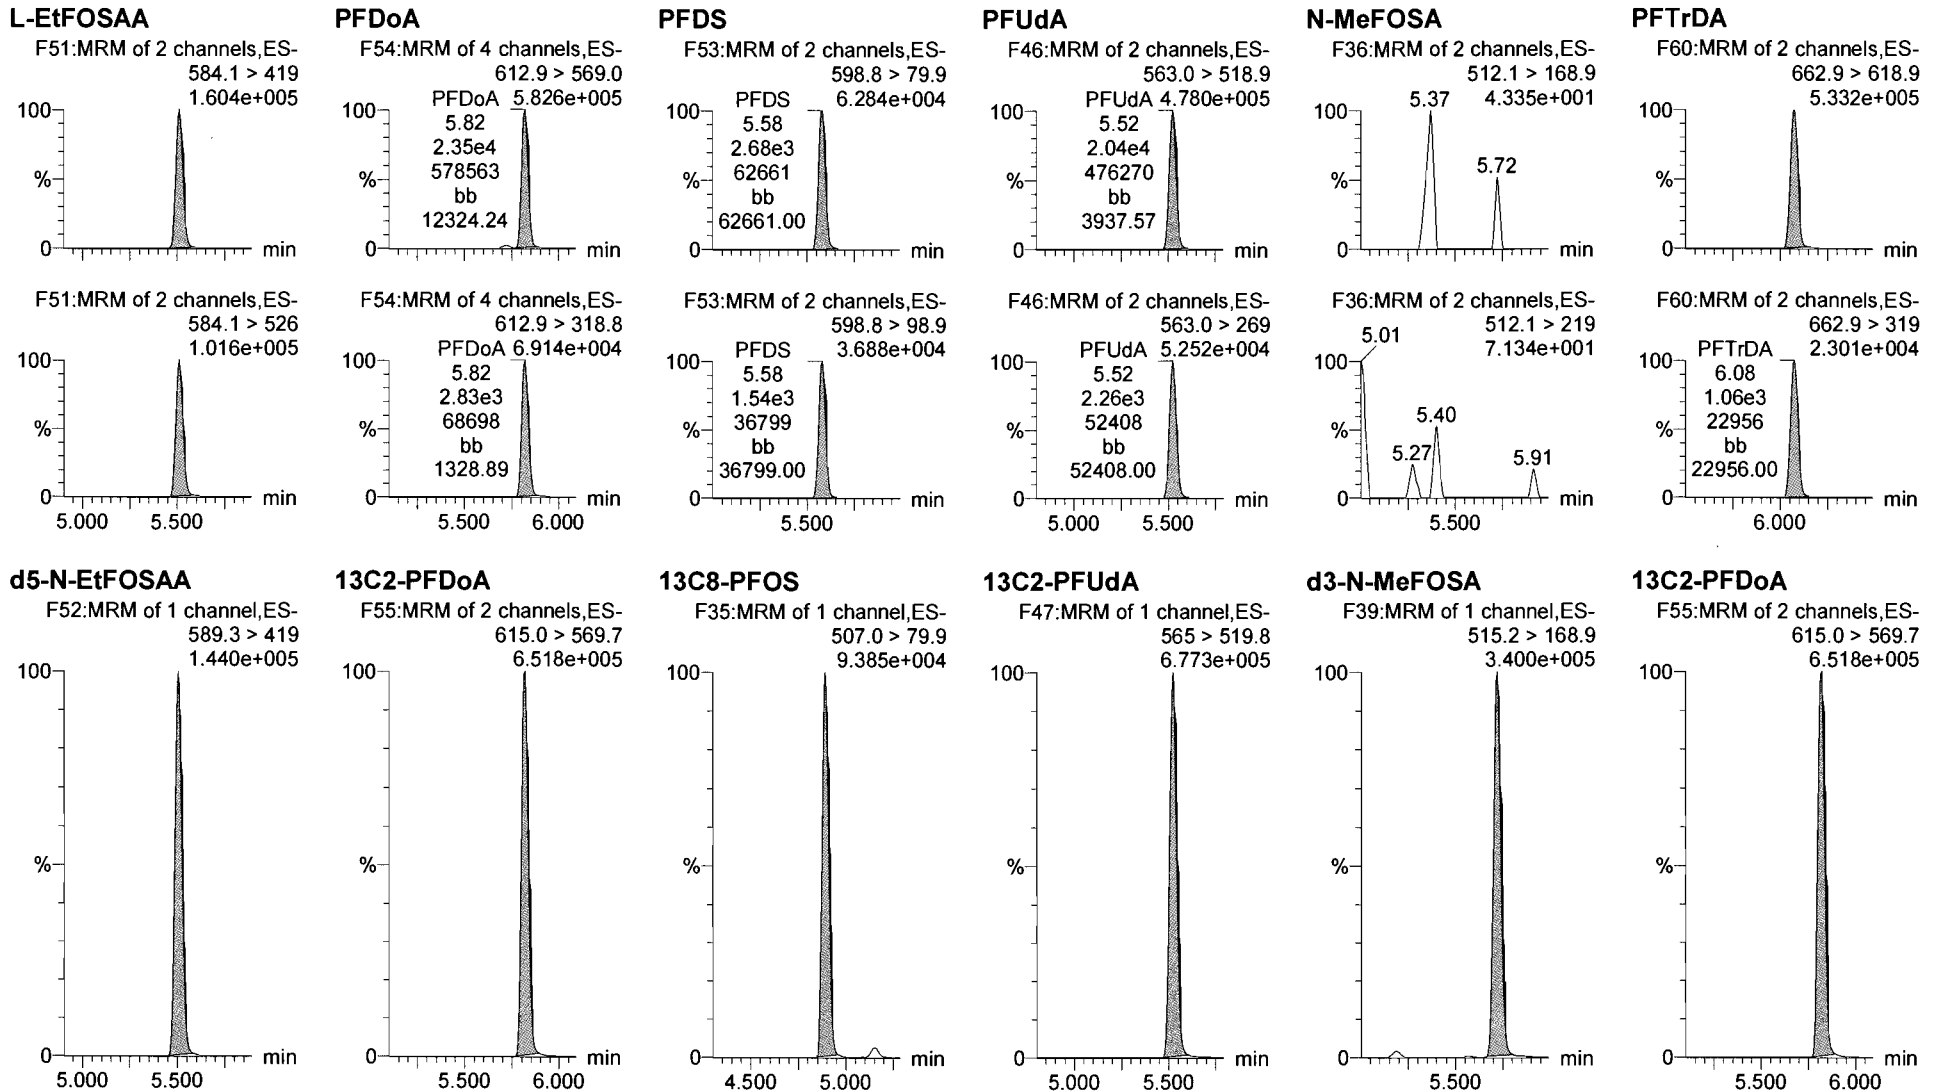 L-EtFOSAA
F51:MRM of 2 channels,ES-
584.1 > 419
1.604e+005
100
%
0
min
F51:MRM of 2 channels,ES-
584.1 > 526
1.016e+005
100
%
0
min
5.000 5.500
PFDoA
F54:MRM of 4 channels,ES-
612.9 > 569.0
PFDoA 5.826e+005
100
5.82
2.35e4
578563
%
bb
12324.24
0
min
F54:MRM of 4 channels,ES-
612.9 > 318.8
PFDoA 6.914e+004
100
5.82
2.83e3
68698
%
bb
1328.89
0
min
5.500 6.000
PFDS
F53:MRM of 2 channels,ES-
598.8 > 79.9
PFDS 6.284e+004
100
5.58
2.68e3
62661
%
bb
62661.00
0
min
F53:MRM of 2 channels,ES-
598.8 > 98.9
PFDS 3.688e+004
100
5.58
1.54e3
36799
%
bb
36799.00
0
min
5.500
PFUdA
F46:MRM of 2 channels,ES-
563.0 > 518.9
PFUdA 4.780e+005
100
5.52
2.04e4
476270
%
bb
3937.57
0
min
F46:MRM of 2 channels,ES-
563.0 > 269
PFUdA 5.252e+004
100
5.52
2.26e3
52408
%
bb
52408.00
0
min
5.000 5.500
N-MeFOSA
F36:MRM of 2 channels,ES-
512.1 > 168.9
5.37 4.335e+001
100
5.72
%
0
min
F36:MRM of 2 channels,ES-
512.1 > 219
5.01 7.134e+001
100
5.40
%
5.27 5.91
0
min
5.500
PFTrDA
F60:MRM of 2 channels,ES-
662.9 > 618.9
5.332e+005
100
%
0
min
F60:MRM of 2 channels,ES-
662.9 > 319
PFTrDA 2.301e+004
100
6.08
1.06e3
22956
%
bb
22956.00
0
min
6.000
d5-N-EtFOSAA
F52:MRM of 1 channel,ES-
589.3 > 419
1.440e+005
100
%
0
min
5.000 5.500
13C2-PFDoA
F55:MRM of 2 channels,ES-
615.0 > 569.7
6.518e+005
100
%
0
min
5.500 6.000
13C8-PFOS
F35:MRM of 1 channel,ES-
507.0 > 79.9
9.385e+004
100
%
0
min
4.500 5.000
13C2-PFUdA
F47:MRM of 1 channel,ES-
565 > 519.8
6.773e+005
100
%
0
min
5.000 5.500
d3-N-MeFOSA
F39:MRM of 1 channel,ES-
515.2 > 168.9
3.400e+005
100
%
0
min
5.500
13C2-PFDoA
F55:MRM of 2 channels,ES-
615.0 > 569.7
6.518e+005
100
%
0
min
5.500 6.000